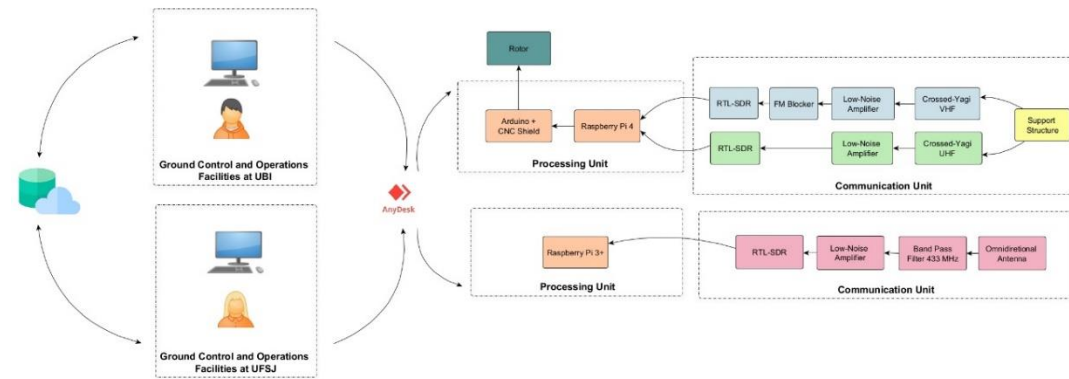 Ground Control and Operations
Facilities at UBI
Ground Control and Operations
Facilities at UFSJ
AnyDesk
Rotor
Arduino +
CNC Shield
Raspberry Pi 4
Processing Unit
RTL-SDR
FM Blocker
Low-Noise
Amplifier
Crossed-Yagi
VHF
RTL-SDR
Low-Noise
Amplifier
Crossed-Yagi
UHF
Support
Structure
Communication Unit
Raspberry Pi 3+
Processing Unit
RTL-SDR
Low-Noise
Amplifier
Band Pass
Filter 433 MHz
Omnidiretional
Antenna
Communication Unit